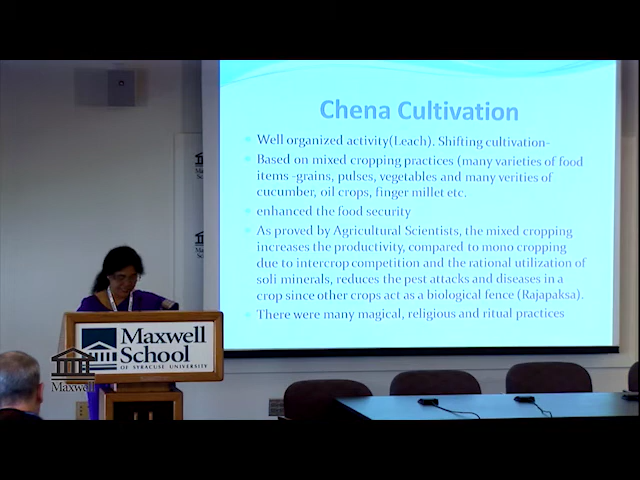 Chena Cultivation
Well organized activity(Leach). Shifting cultivation-
Based on mixed cropping practices (many varieties of food
items -grains, pulses, vegetables and many verities of
cucumber, oil crops, finger millet etc.
enhanced the food security
As proved by Agricultural Scientists, the mixed cropping
increases the productivity, compared to mono cropping
due to intercrop competition and the rational utilization of
soli minerals, reduces the pest attacks and diseases in a
crop since other crops act as a biological fence (Rajapaksa).
There were many magical, religious and ritual practices
Maxwell
School
OF SYRACUSE UNIVERSITY
Maxwell